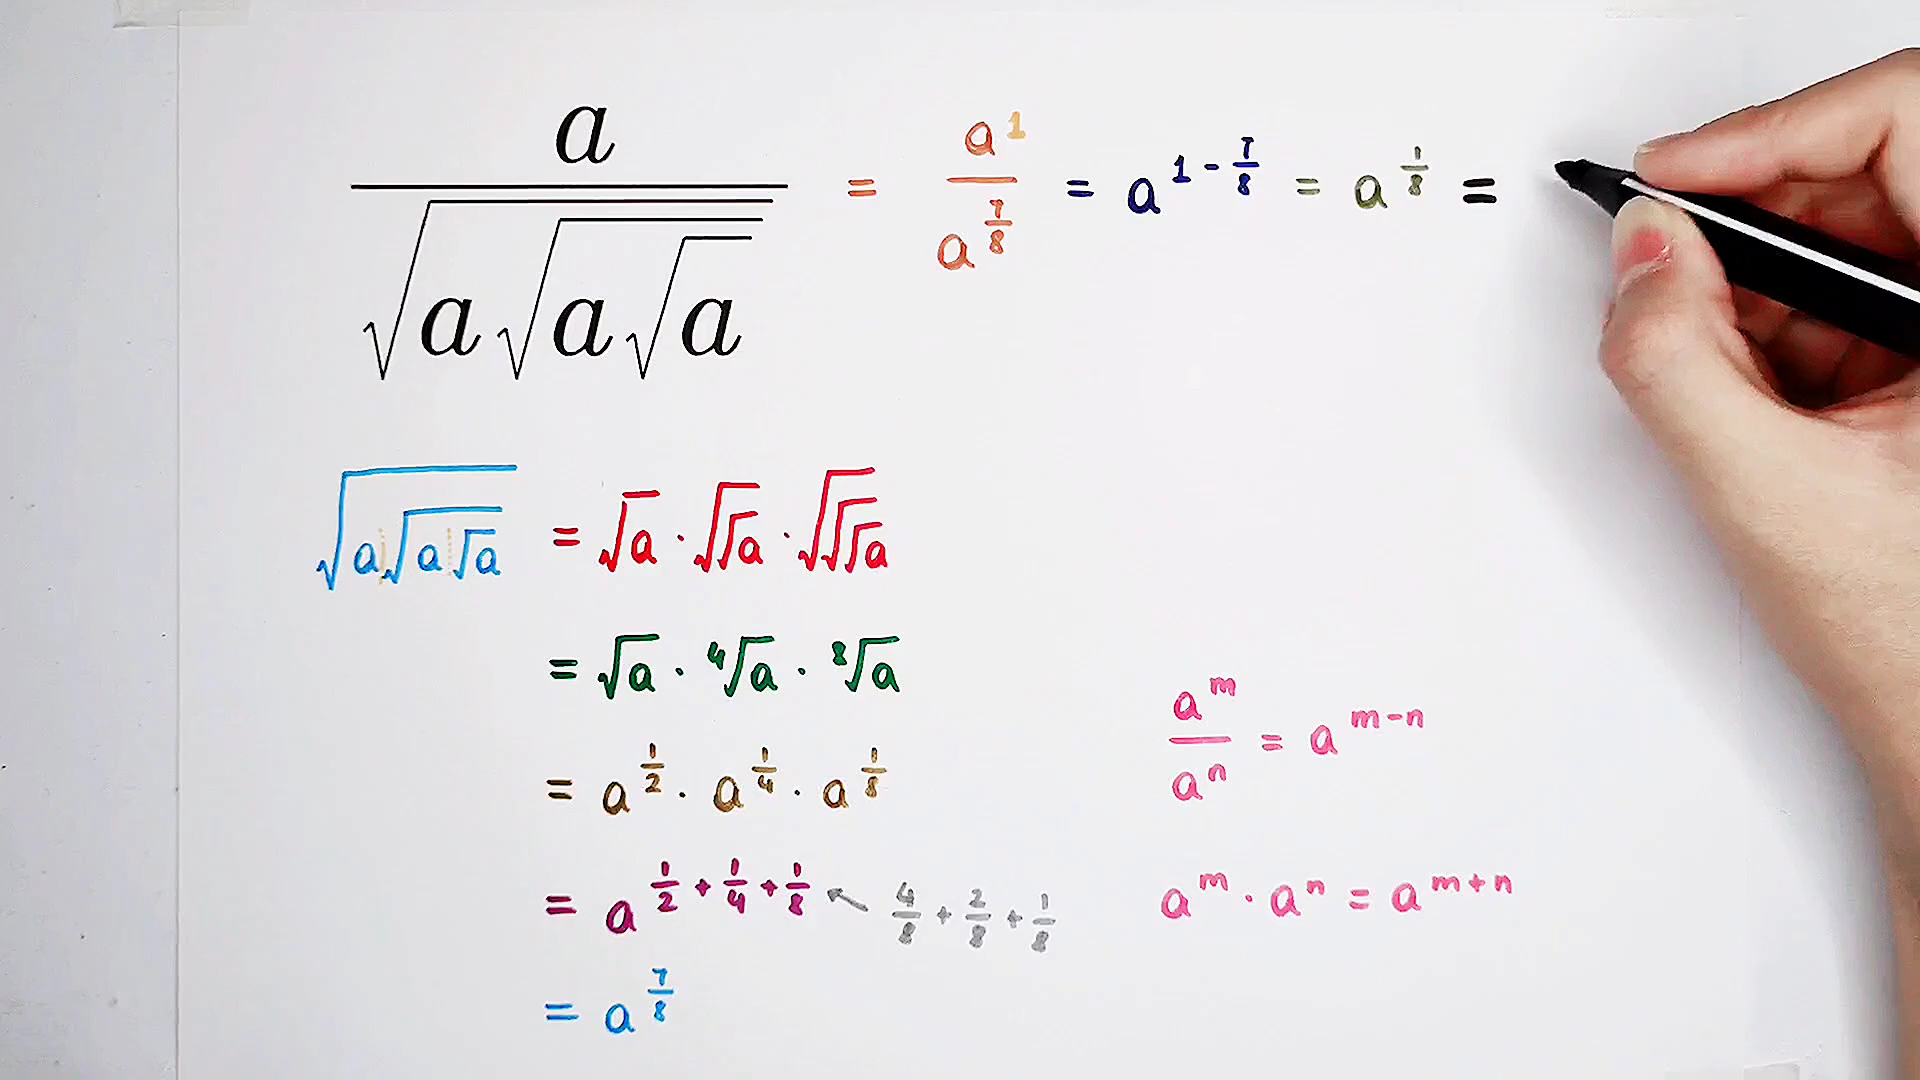 a/√(a√(a√a)) = a¹/a^(7/8) = a^(1-7/8) = a^(1/8) =
√(a√(a√a)) = √a · √√a · √√√a
= √a · ⁴√a · ⁸√a
= a^(1/2) · a^(1/4) · a^(1/8)
a^m/a^n = a^(m-n)
= a^(1/2+1/4+1/8) ↖ 4/8 + 2/8 + 1/8
a^m · a^n = a^(m+n)
= a^(7/8)